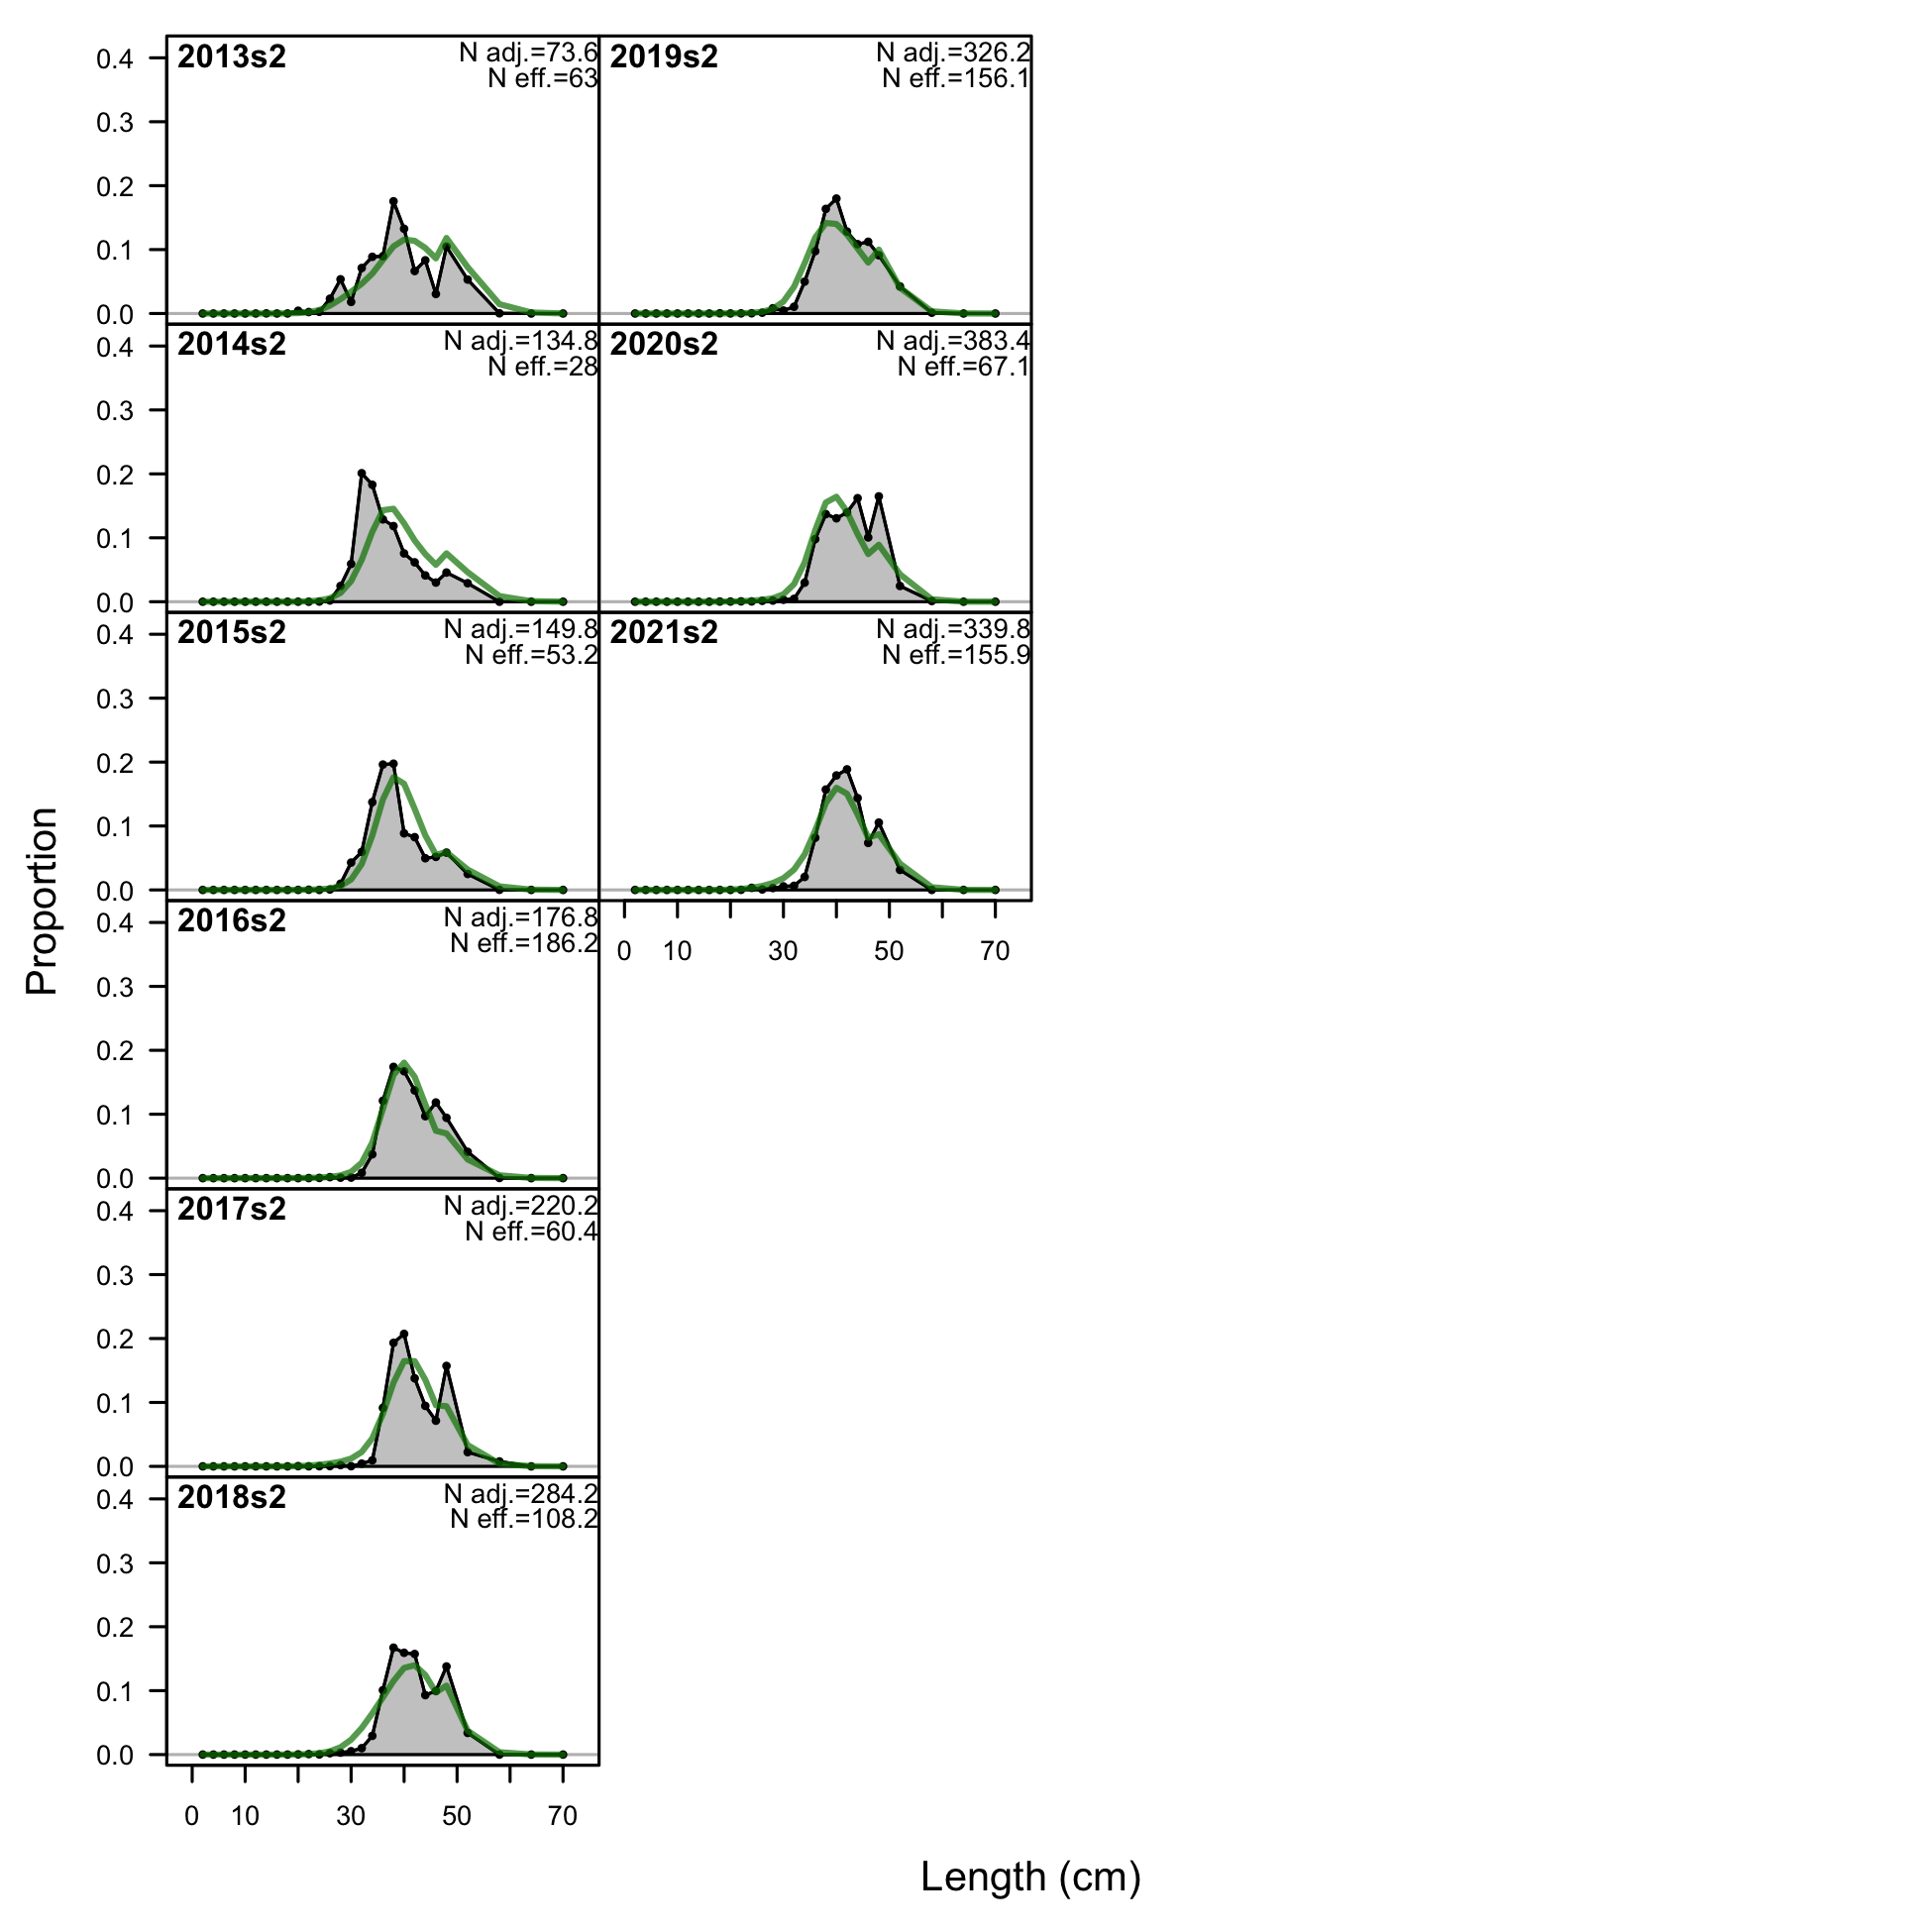 Proportion
2013s2
N adj.=73.6
N eff.=63
0.4
0.3
0.2
0.1
0.0
2014s2
N adj.=134.8
N eff.=28
0.4
0.3
0.2
0.1
0.0
2015s2
N adj.=149.8
N eff.=53.2
0.4
0.3
0.2
0.1
0.0
2016s2
N adj.=176.8
N eff.=186.2
0.4
0.3
0.2
0.1
0.0
2017s2
N adj.=220.2
N eff.=60.4
0.4
0.3
0.2
0.1
0.0
2018s2
N adj.=284.2
N eff.=108.2
0.4
0.3
0.2
0.1
0.0
0 10 30 50 70
2019s2
N adj.=326.2
N eff.=156.1
2020s2
N adj.=383.4
N eff.=67.1
2021s2
N adj.=339.8
N eff.=155.9
0 10 30 50 70
Length (cm)